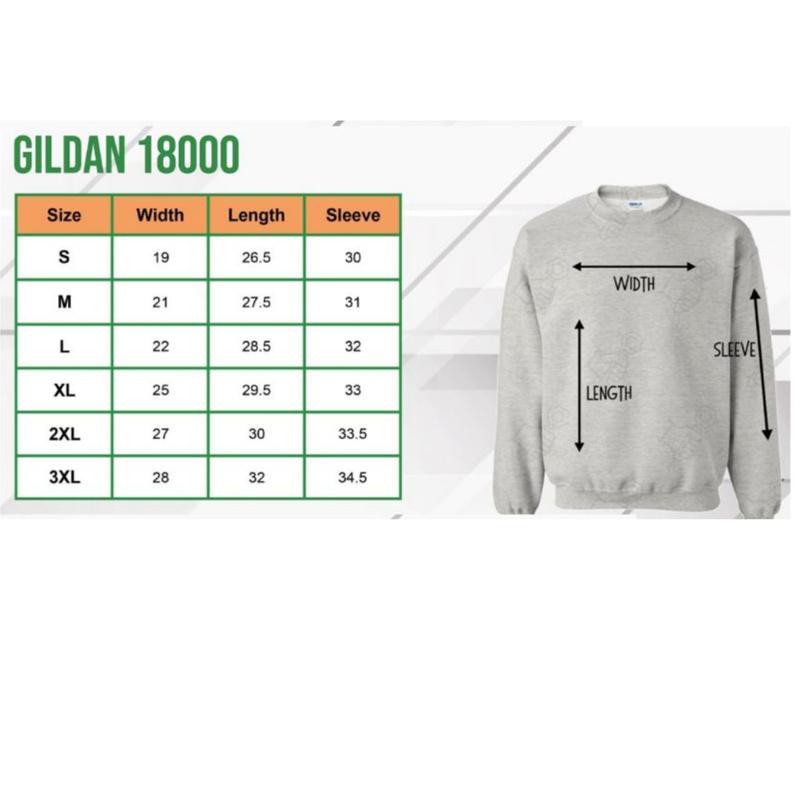 GILDAN 18000
Size Width Length Sleeve
S 19 26.5 30
M 21 27.5 31
L 22 28.5 32
XL 25 29.5 33
2XL 27 30 33.5
3XL 28 32 34.5
WIDTH
SLEEVE
LENGTH